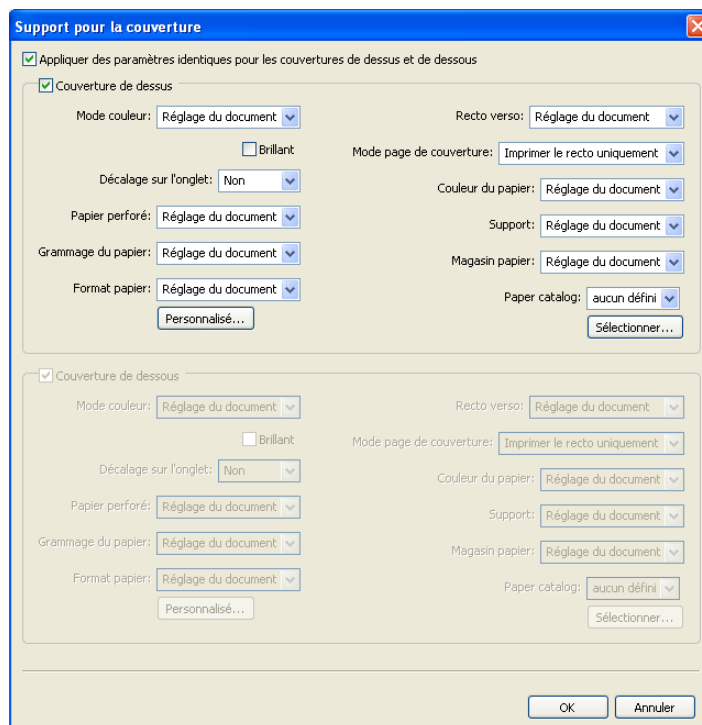 Support pour la couverture
Appliquer des paramètres identiques pour les couvertures de dessus et de dessous
Couverture de dessus
Mode couleur: Réglage du document
Recto verso: Réglage du document
Brillant
Mode page de couverture: Imprimer le recto uniquement
Décalage sur l'onglet: Non
Couleur du papier: Réglage du document
Papier perforé: Réglage du document
Support: Réglage du document
Grammage du papier: Réglage du document
Magasin papier: Réglage du document
Format papier: Réglage du document
Paper catalog: aucun défini
Personnalisé...
Sélectionner...
Couverture de dessous
Mode couleur: Réglage du document
Recto verso: Réglage du document
Brillant
Mode page de couverture: Imprimer le recto uniquement
Décalage sur l'onglet: Non
Couleur du papier: Réglage du document
Papier perforé: Réglage du document
Support: Réglage du document
Grammage du papier: Réglage du document
Magasin papier: Réglage du document
Format papier: Réglage du document
Paper catalog: aucun défini
Personnalisé...
Sélectionner...
OK
Annuler